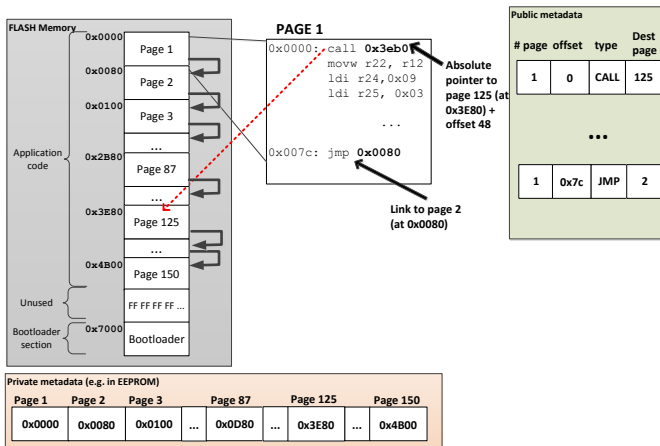 FLASH Memory
0x0000
Page 1
0x0080
Page 2
0x0100
Page 3
...
0x2B80
Page 87
...
0x3E80
Page 125
...
0x4B00
Page 150
Application
code
Unused
FF FF FF FF ...
0x7000
Bootloader
section
Bootloader
PAGE 1
0x0000: call 0x3eb0
movw r22, r12
ldi r24,0x09
ldi r25, 0x03
...
0x007c: jmp 0x0080
Absolute
pointer to
page 125 (at
0x3E80) +
offset 48
Link to page 2
(at 0x0080)
Public metadata
# page offset type Dest
page
1 0 CALL 125
...
1 0x7c JMP 2
Private metadata (e.g. in EEPROM)
Page 1 Page 2 Page 3 Page 87 Page 125 Page 150
0x0000 0x0080 0x0100 ... 0x0D80 ... 0x3E80 ... 0x4B00